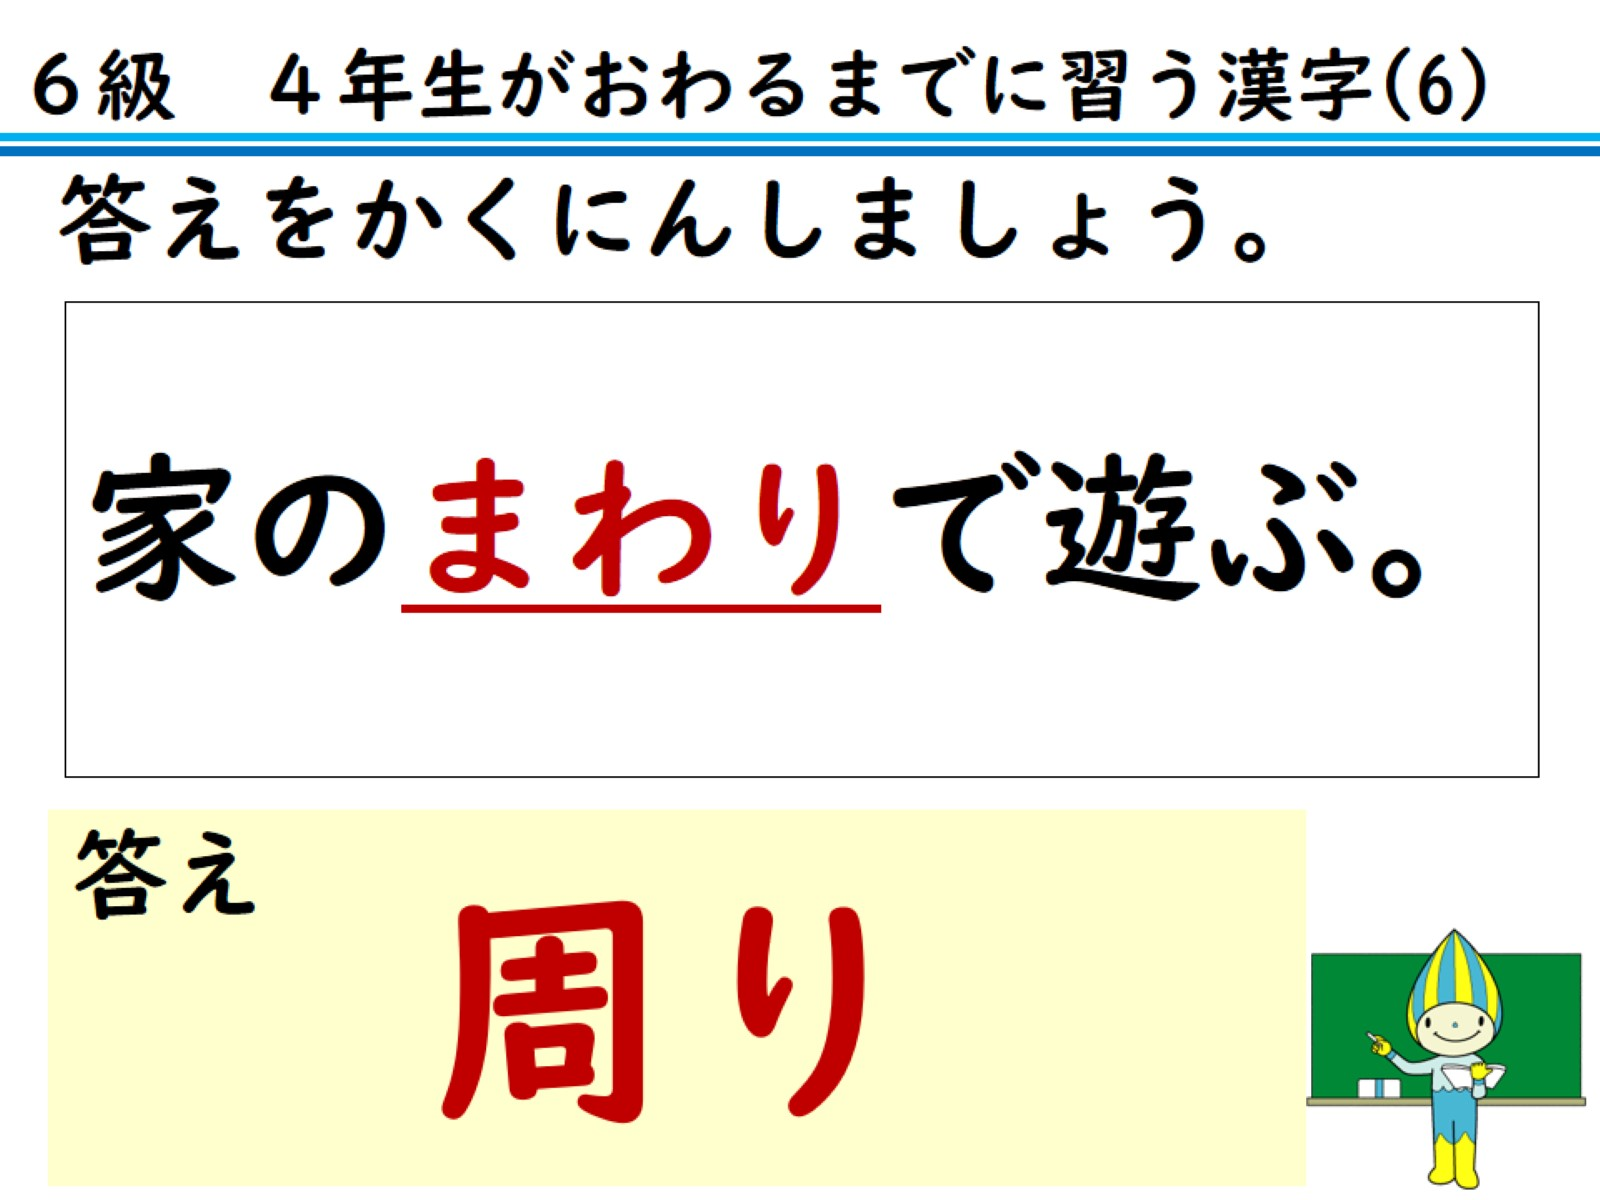 ６級　４年生がおわるまでに習う漢字(6)
答えをかくにんしましょう。
家のまわりで遊ぶ。
答え
周り